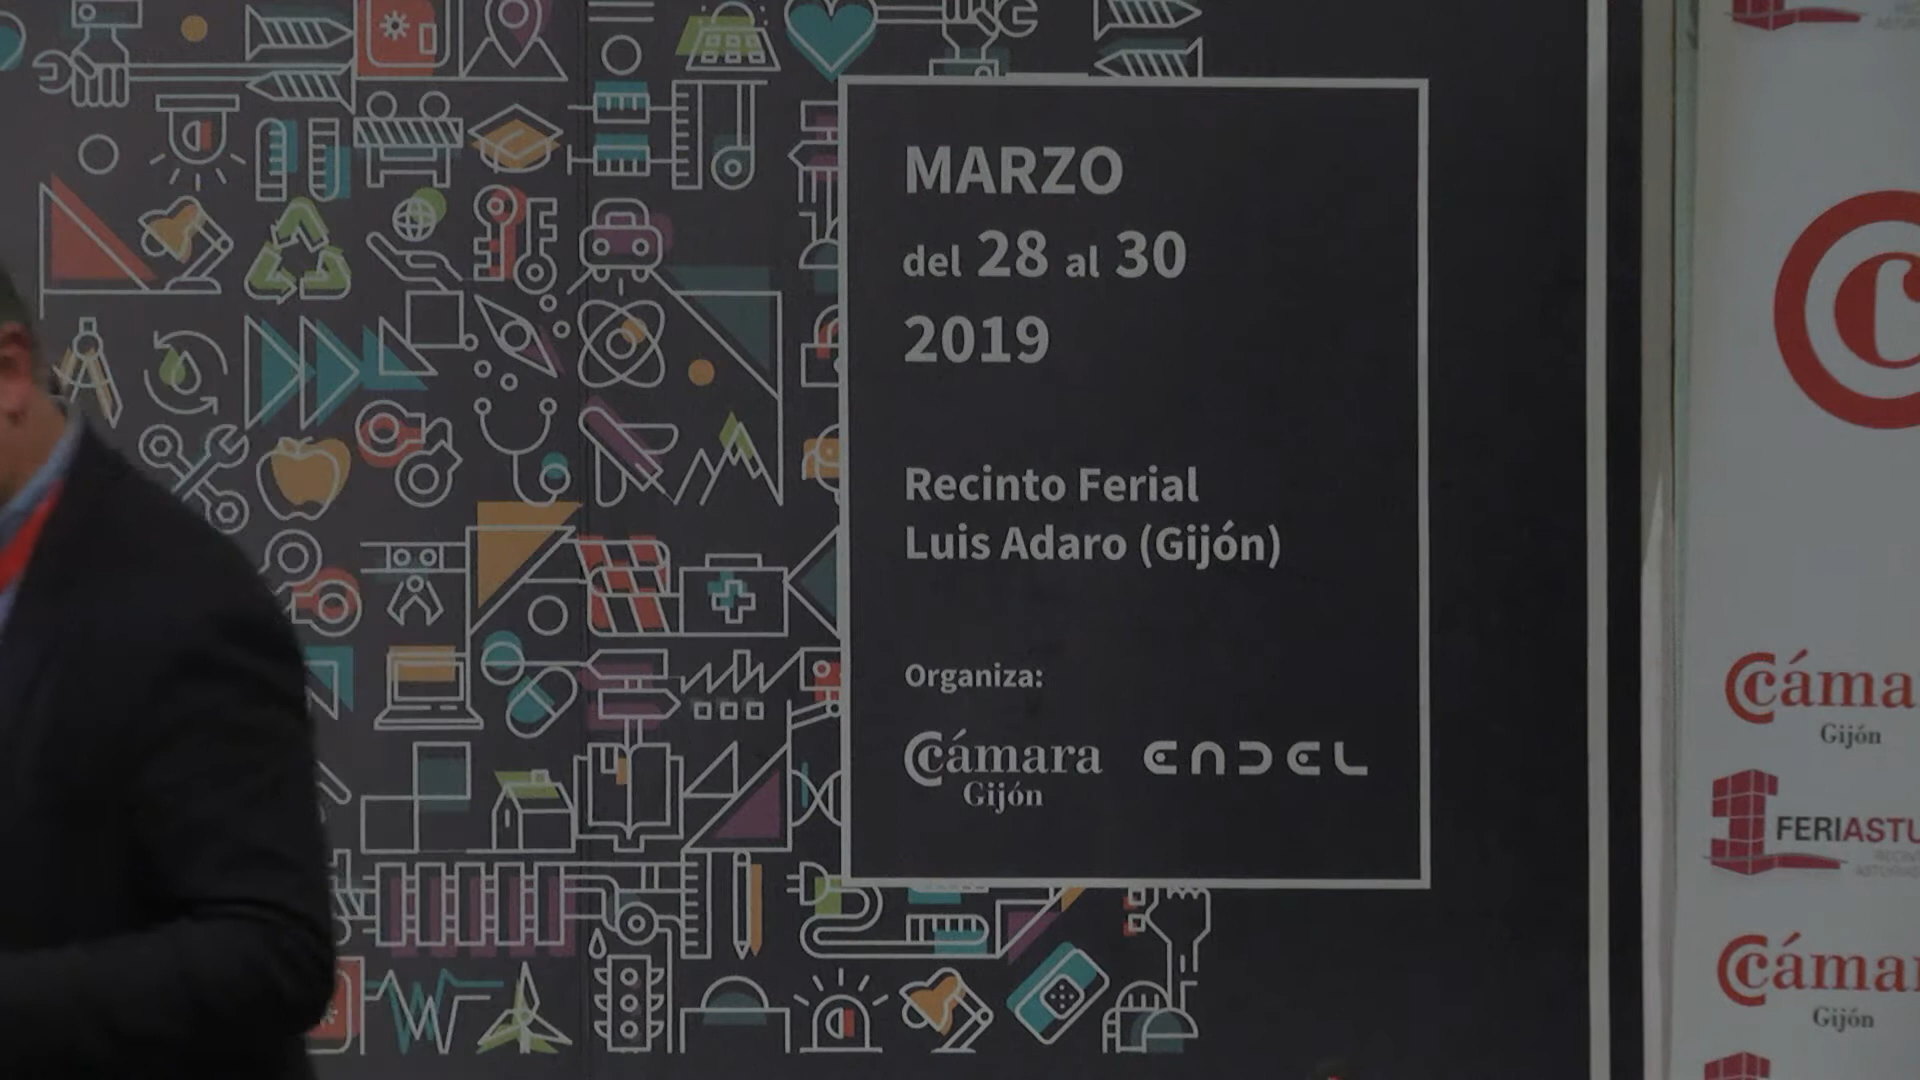 MARZO
del 28 al 30
2019
Recinto Ferial
Luis Adaro (Gijón)
Organiza:
Cámara
Gijón
ENDEL
Cáma
Gijón
FERIASTU
Cámar
Gijón